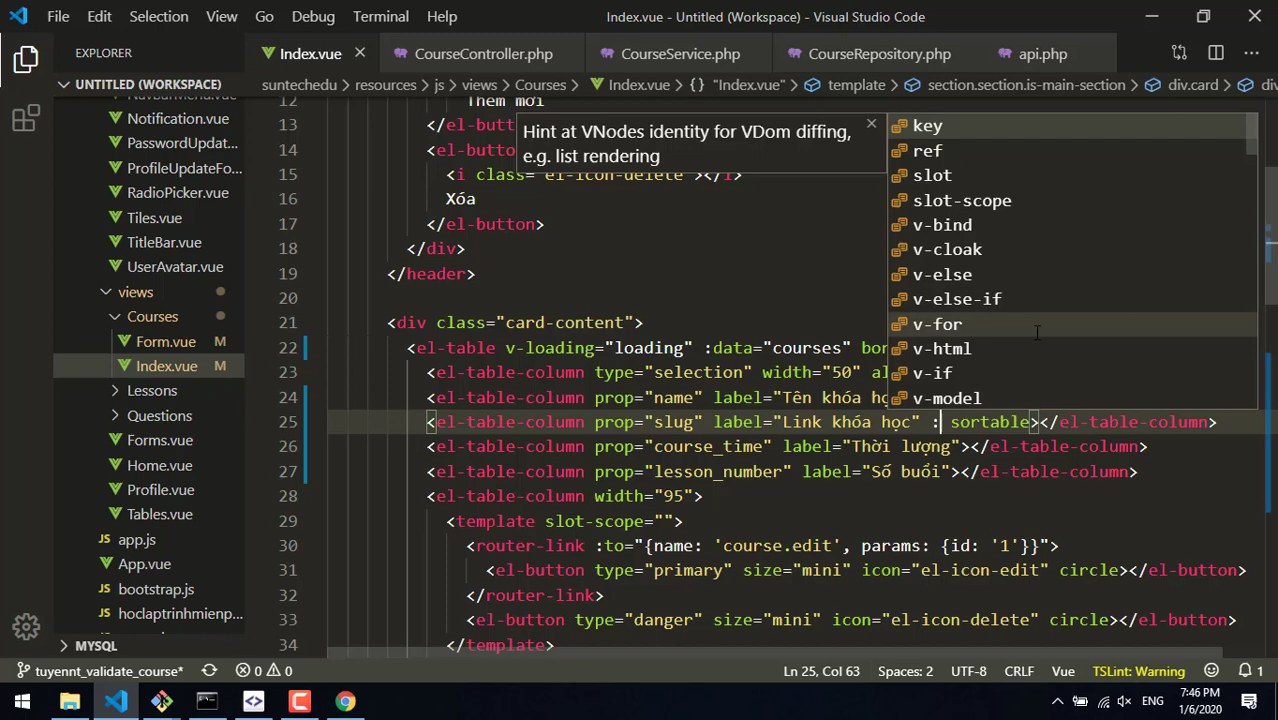 File Edit Selection View Go Debug Terminal Help Index.vue - Untitled (Workspace) - Visual Studio Code
EXPLORER
UNTITLED (WORKSPACE)
NavbarMenu.vue
Notification.vue
PasswordUpdat...
ProfileUpdateFo...
RadioPicker.vue
Tiles.vue
TitleBar.vue
UserAvatar.vue
views
Courses
Form.vue M
Index.vue M
Lessons
Questions
Forms.vue
Home.vue
Profile.vue
Tables.vue
JS app.js
App.vue
JS bootstrap.js
hoclaptrinhmien...
MYSQL
Index.vue CourseController.php CourseService.php CourseRepository.php api.php
suntechedu > resources > js > views > Courses > Index.vue > {} "Index.vue" > template > section.section.is-main-section > div.card > div
12 Thêm mới
13 </el-butt
14 <el-butto
15 <i class="el-icon-delete"></i>
16 Xóa
17 </el-button>
18 </div>
19 </header>
20
21 <div class="card-content">
22 <el-table v-loading="loading" :data="courses" bor
23 <el-table-column type="selection" width="50" al
24 <el-table-column prop="name" label="Tên khóa họ
25 <el-table-column prop="slug" label="Link khóa học" : sortable></el-table-column>
26 <el-table-column prop="course_time" label="Thời lượng"></el-table-column>
27 <el-table-column prop="lesson_number" label="Số buổi"></el-table-column>
28 <el-table-column width="95">
29 <template slot-scope="">
30 <router-link :to="{name: 'course.edit', params: {id: '1'}}">
31 <el-button type="primary" size="mini" icon="el-icon-edit" circle></el-button>
32 </router-link>
33 <el-button type="danger" size="mini" icon="el-icon-delete" circle></el-button>
34 </template>
Hint at VNodes identity for VDom diffing,
e.g. list rendering
key
ref
slot
slot-scope
v-bind
v-cloak
v-else
v-else-if
v-for
v-html
v-if
v-model
tuyennt_validate_course* 0 0 Ln 25, Col 63 Spaces: 2 UTF-8 CRLF Vue TSLint: Warning 1
ENG 7:46 PM
1/6/2020